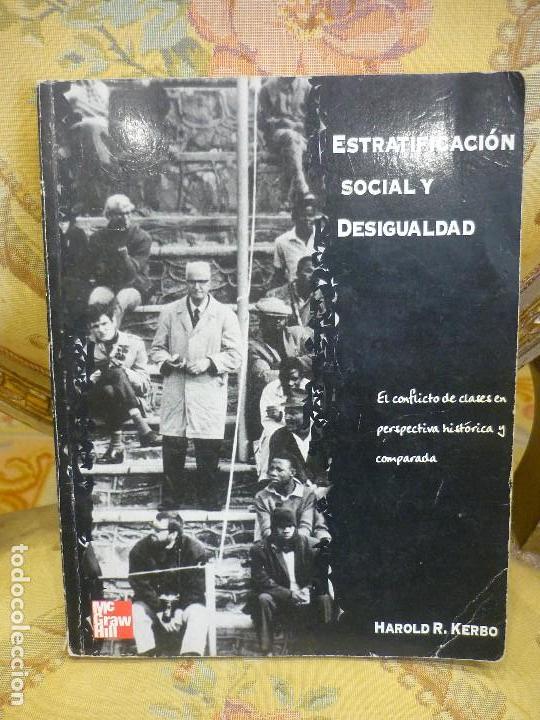 ESTRATIFICACIÓN
SOCIAL Y
DESIGUALDAD
El conflicto de clases en
perspectiva histórica y
comparada
Mc
Graw
Hill
HAROLD R. KERBO
todocoleccion